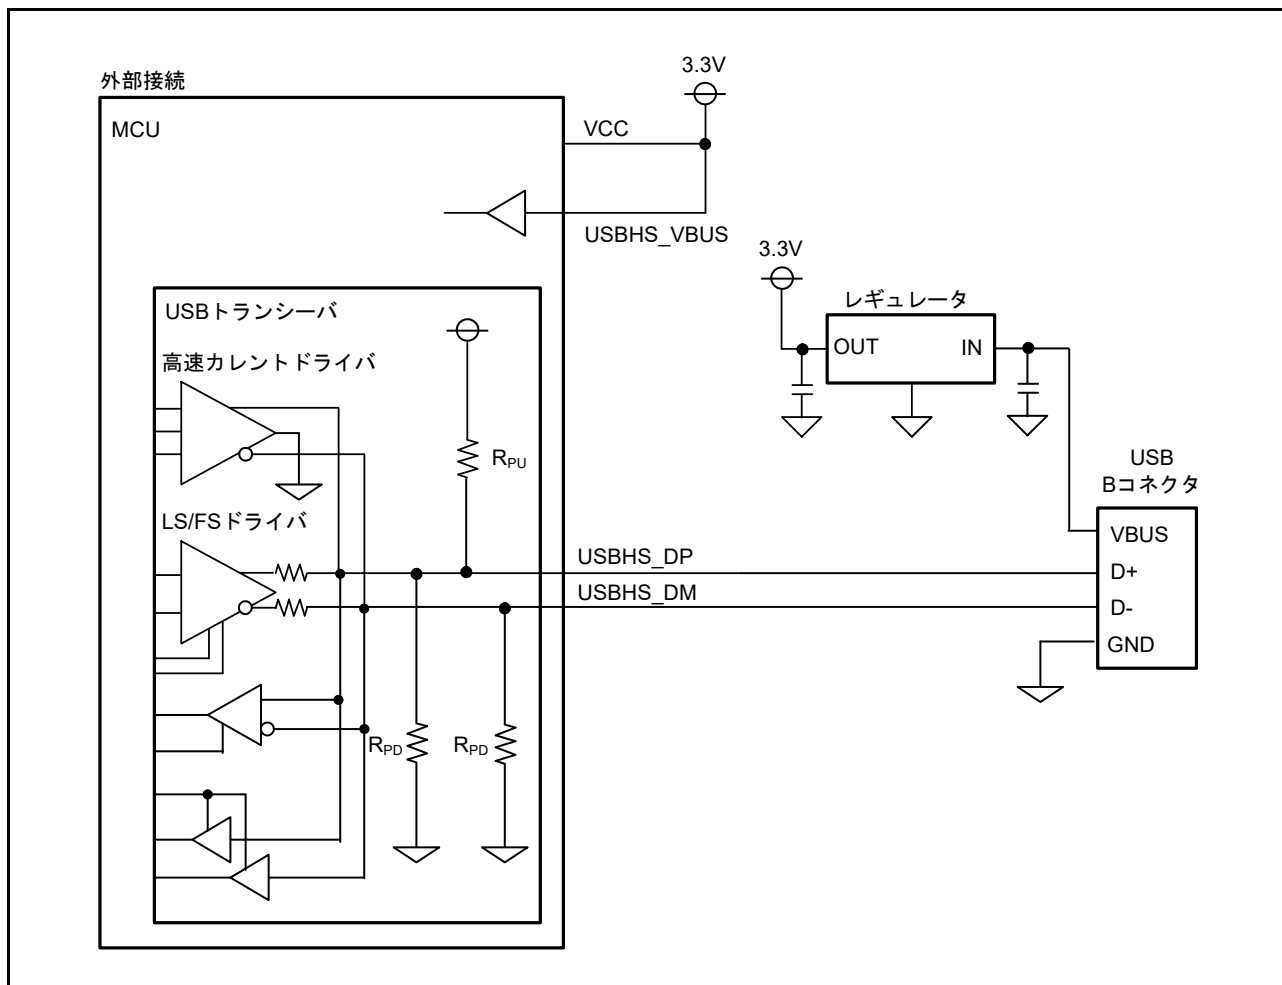 外部接続
MCU
3.3V
VCC
USBHS_VBUS
3.3V
レギュレータ
OUT
IN
USBトランシーバ
高速カレントドライバ
RPU
LS/FSドライバ
USBHS_DP
USBHS_DM
RPD
RPD
USB
Bコネクタ
VBUS
D+
D-
GND